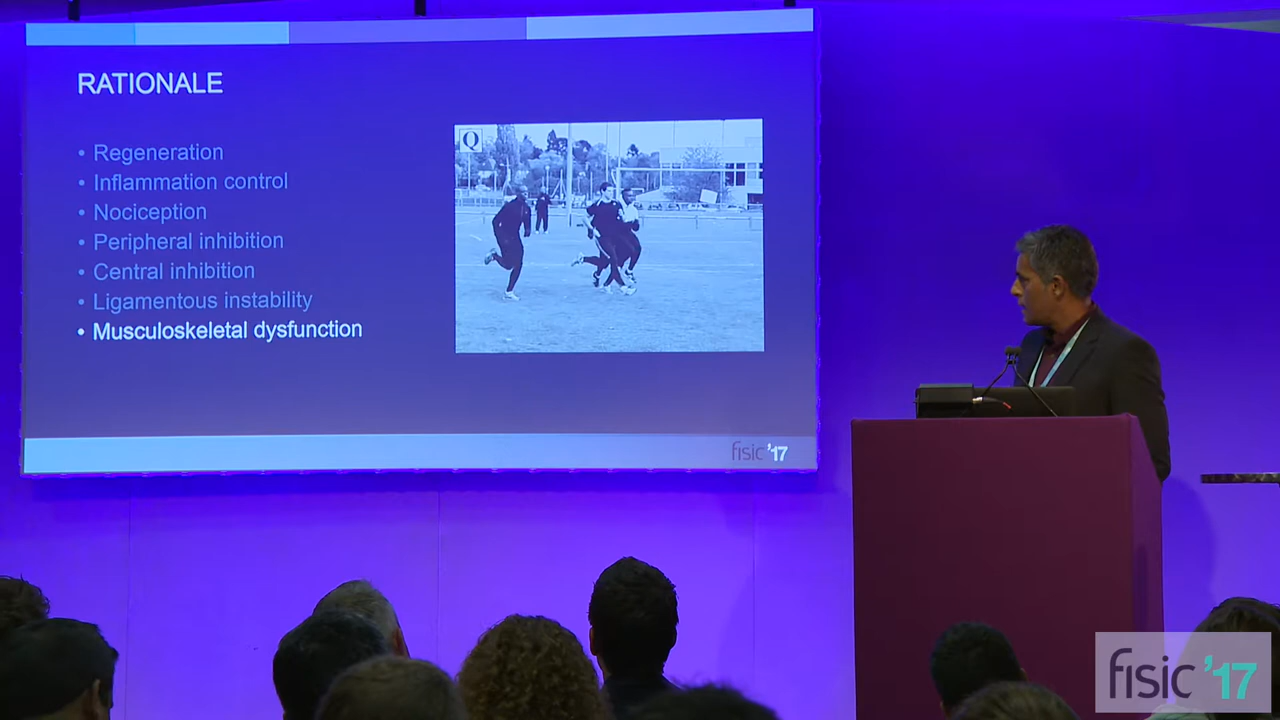 RATIONALE
• Regeneration
• Inflammation control
• Nociception
• Peripheral inhibition
• Central inhibition
• Ligamentous instability
• Musculoskeletal dysfunction
Q
fisic '17
fisic '17